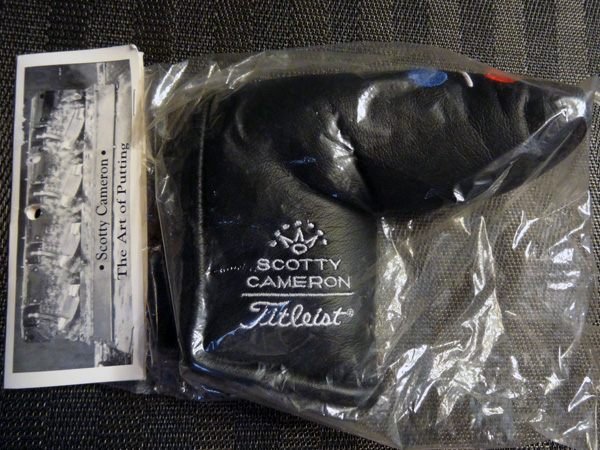 • Scotty Cameron •
The Art of Putting
SCOTTY
CAMERON
Titleist®